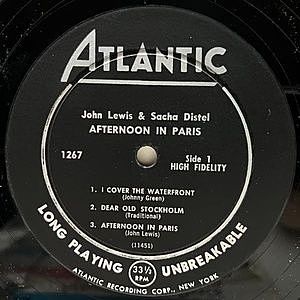 ATLANTIC
John Lewis & Sacha Distel
AFTERNOON IN PARIS
1267
Side 1
HIGH FIDELITY
1. I COVER THE WATERFRONT
(Johnny Green)
2. DEAR OLD STOCKHOLM
(Traditional)
3. AFTERNOON IN PARIS
(John Lewis)
(11451)
LONG PLAYING 33⅓ RPM UNBREAKABLE
ATLANTIC RECORDING CORP., NEW YORK